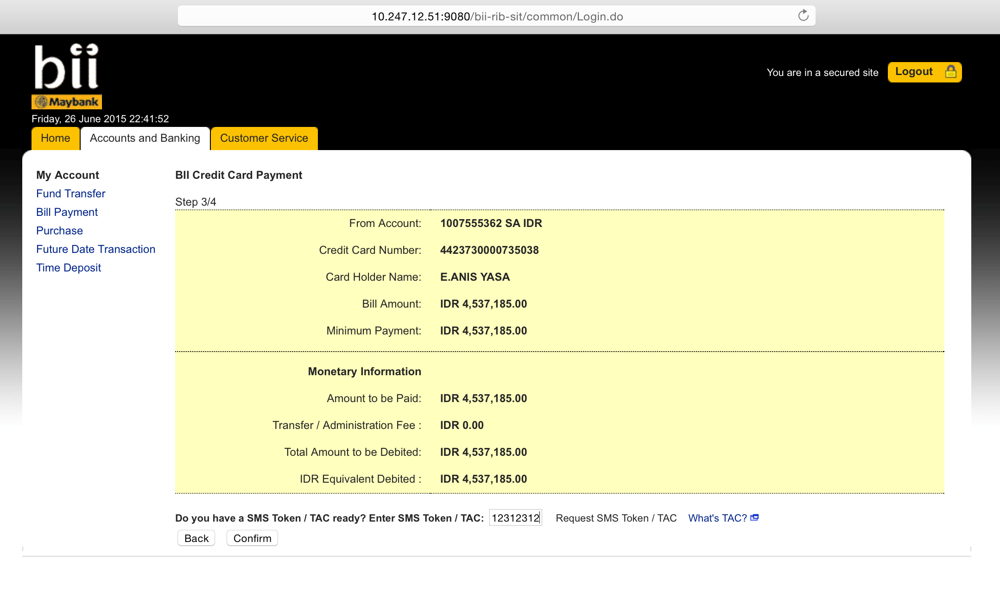 10.247.12.51:9080/bii-rib-sit/common/Login.do
bii
Maybank
You are in a secured site
Logout
Friday, 26 June 2015 22:41:52
Home
Accounts and Banking
Customer Service
My Account
Fund Transfer
Bill Payment
Purchase
Future Date Transaction
Time Deposit
BII Credit Card Payment
Step 3/4
From Account: 1007555362 SA IDR
Credit Card Number: 4423730000735038
Card Holder Name: E.ANIS YASA
Bill Amount: IDR 4,537,185.00
Minimum Payment: IDR 4,537,185.00
Monetary Information
Amount to be Paid: IDR 4,537,185.00
Transfer / Administration Fee : IDR 0.00
Total Amount to be Debited: IDR 4,537,185.00
IDR Equivalent Debited : IDR 4,537,185.00
Do you have a SMS Token / TAC ready? Enter SMS Token / TAC: 12312312 Request SMS Token / TAC What's TAC?
Back Confirm